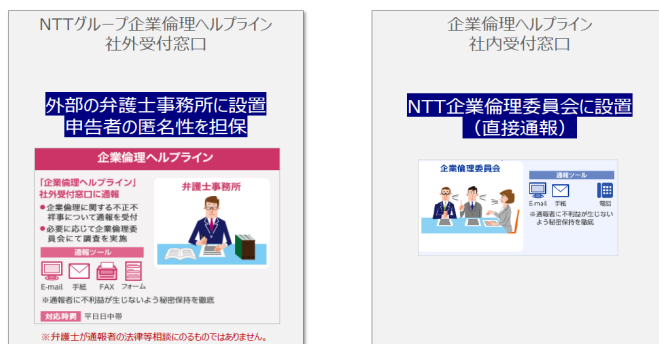 NTTグループ企業倫理ヘルプライン
社外受付窓口
外部の弁護士事務所に設置
申告者の匿名性を担保
企業倫理ヘルプライン
「企業倫理ヘルプライン」
社外受付窓口に通報
●企業倫理に関する不正不
祥事について通報を受付
●必要に応じて企業倫理委
員会にて調査を実施
弁護士事務所
通報ツール
E-mail 手紙 FAX フォーム
※通報者に不利益が生じないよう秘密保持を徹底
対応時間 平日日中帯
※弁護士が通報者の法律等相談にのるものではありません。
企業倫理ヘルプライン
社内受付窓口
NTT企業倫理委員会に設置
（直接通報）
企業倫理委員会
通報ツール
E-mail 手紙 電話
※通報者に不利益が生じない
よう秘密保持を徹底